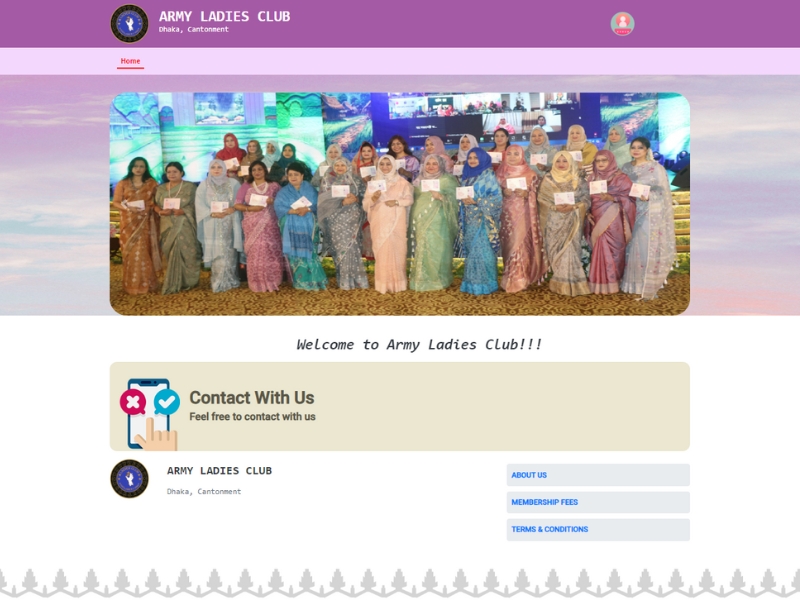 ARMY LADIES CLUB
Dhaka, Cantonment
Home
Welcome to Army Ladies Club!!!
Contact With Us
Feel free to contact with us
ARMY LADIES CLUB
Dhaka, Cantonment
ABOUT US
MEMBERSHIP FEES
TERMS & CONDITIONS